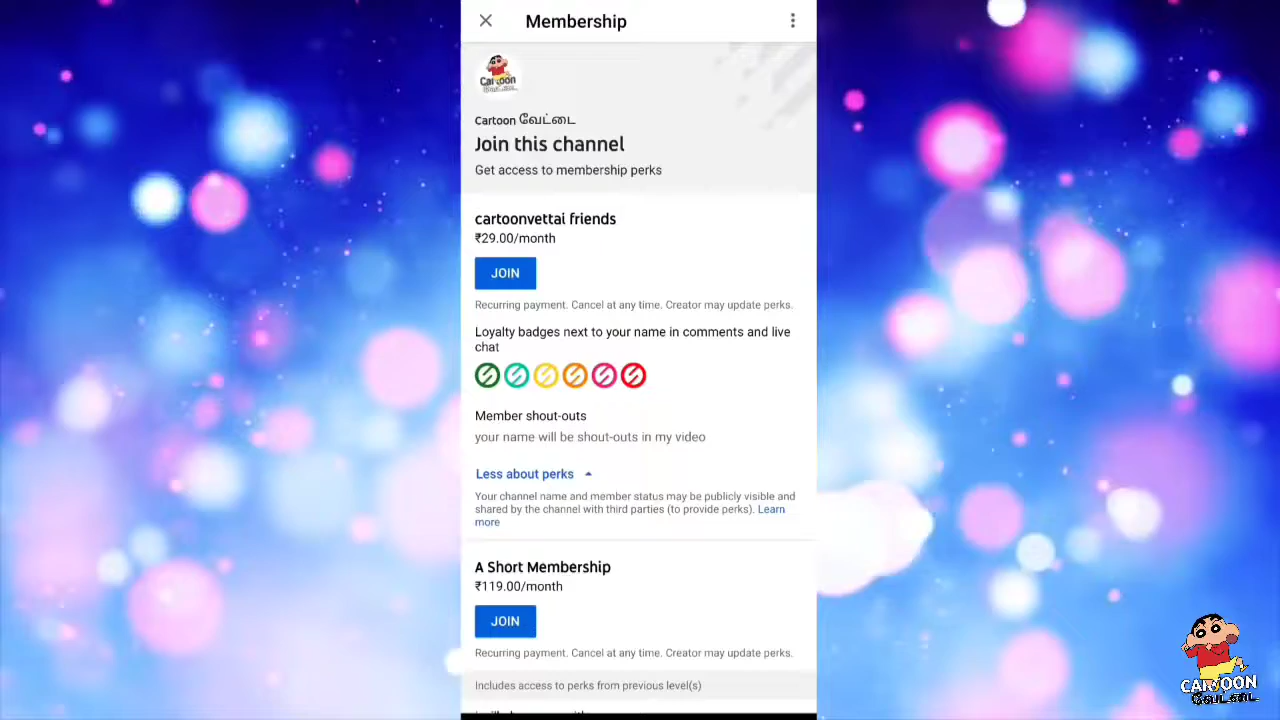 Membership
Cartoon
Cartoon வேட்டை
Join this channel
Get access to membership perks
cartoonvettai friends
₹29.00/month
JOIN
Recurring payment. Cancel at any time. Creator may update perks.
Loyalty badges next to your name in comments and live
chat
Member shout-outs
your name will be shout-outs in my video
Less about perks
Your channel name and member status may be publicly visible and
shared by the channel with third parties (to provide perks). Learn
more
A Short Membership
₹119.00/month
JOIN
Recurring payment. Cancel at any time. Creator may update perks.
Includes access to perks from previous level(s)
CARTOON